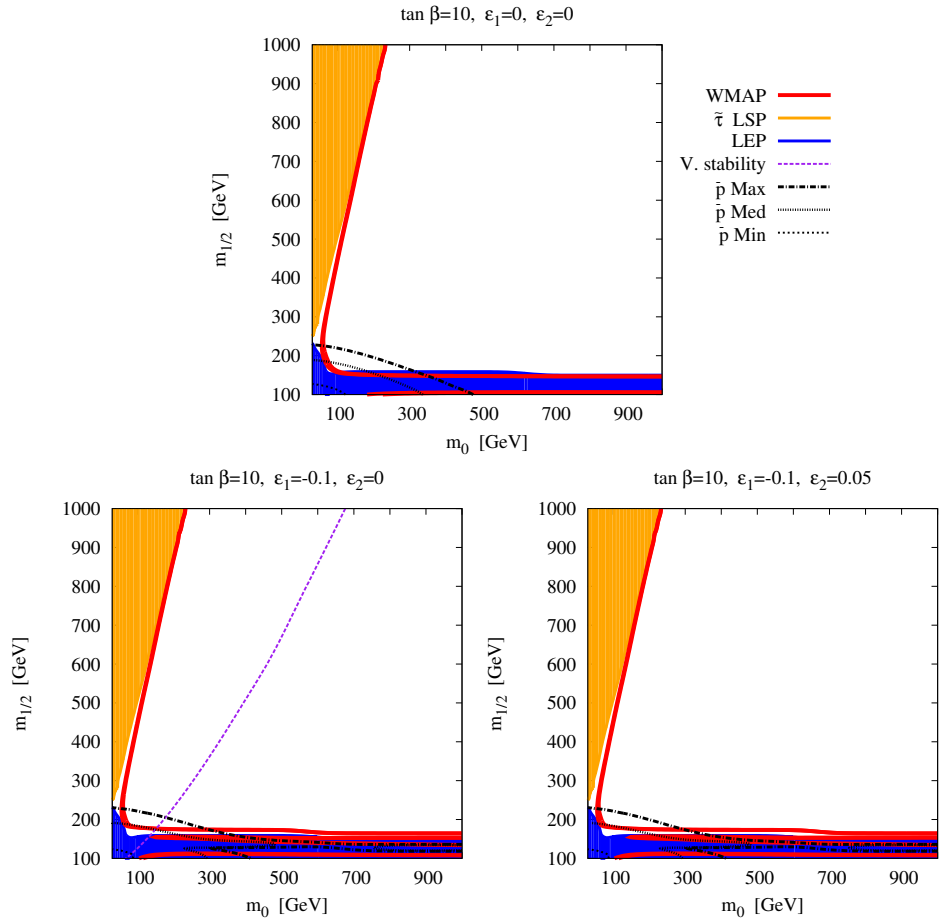 tan β=10, ε₁=0, ε₂=0
1000
900
800
700
600
500
400
300
200
100
m₁/₂ [GeV]
100 300 500 700 900
m₀ [GeV]
WMAP
τ̃ LSP
LEP
V. stability
p̄ Max
p̄ Med
p̄ Min
tan β=10, ε₁=-0.1, ε₂=0
1000
900
800
700
600
500
400
300
200
100
m₁/₂ [GeV]
100 300 500 700 900
m₀ [GeV]
tan β=10, ε₁=-0.1, ε₂=0.05
1000
900
800
700
600
500
400
300
200
100
m₁/₂ [GeV]
100 300 500 700 900
m₀ [GeV]